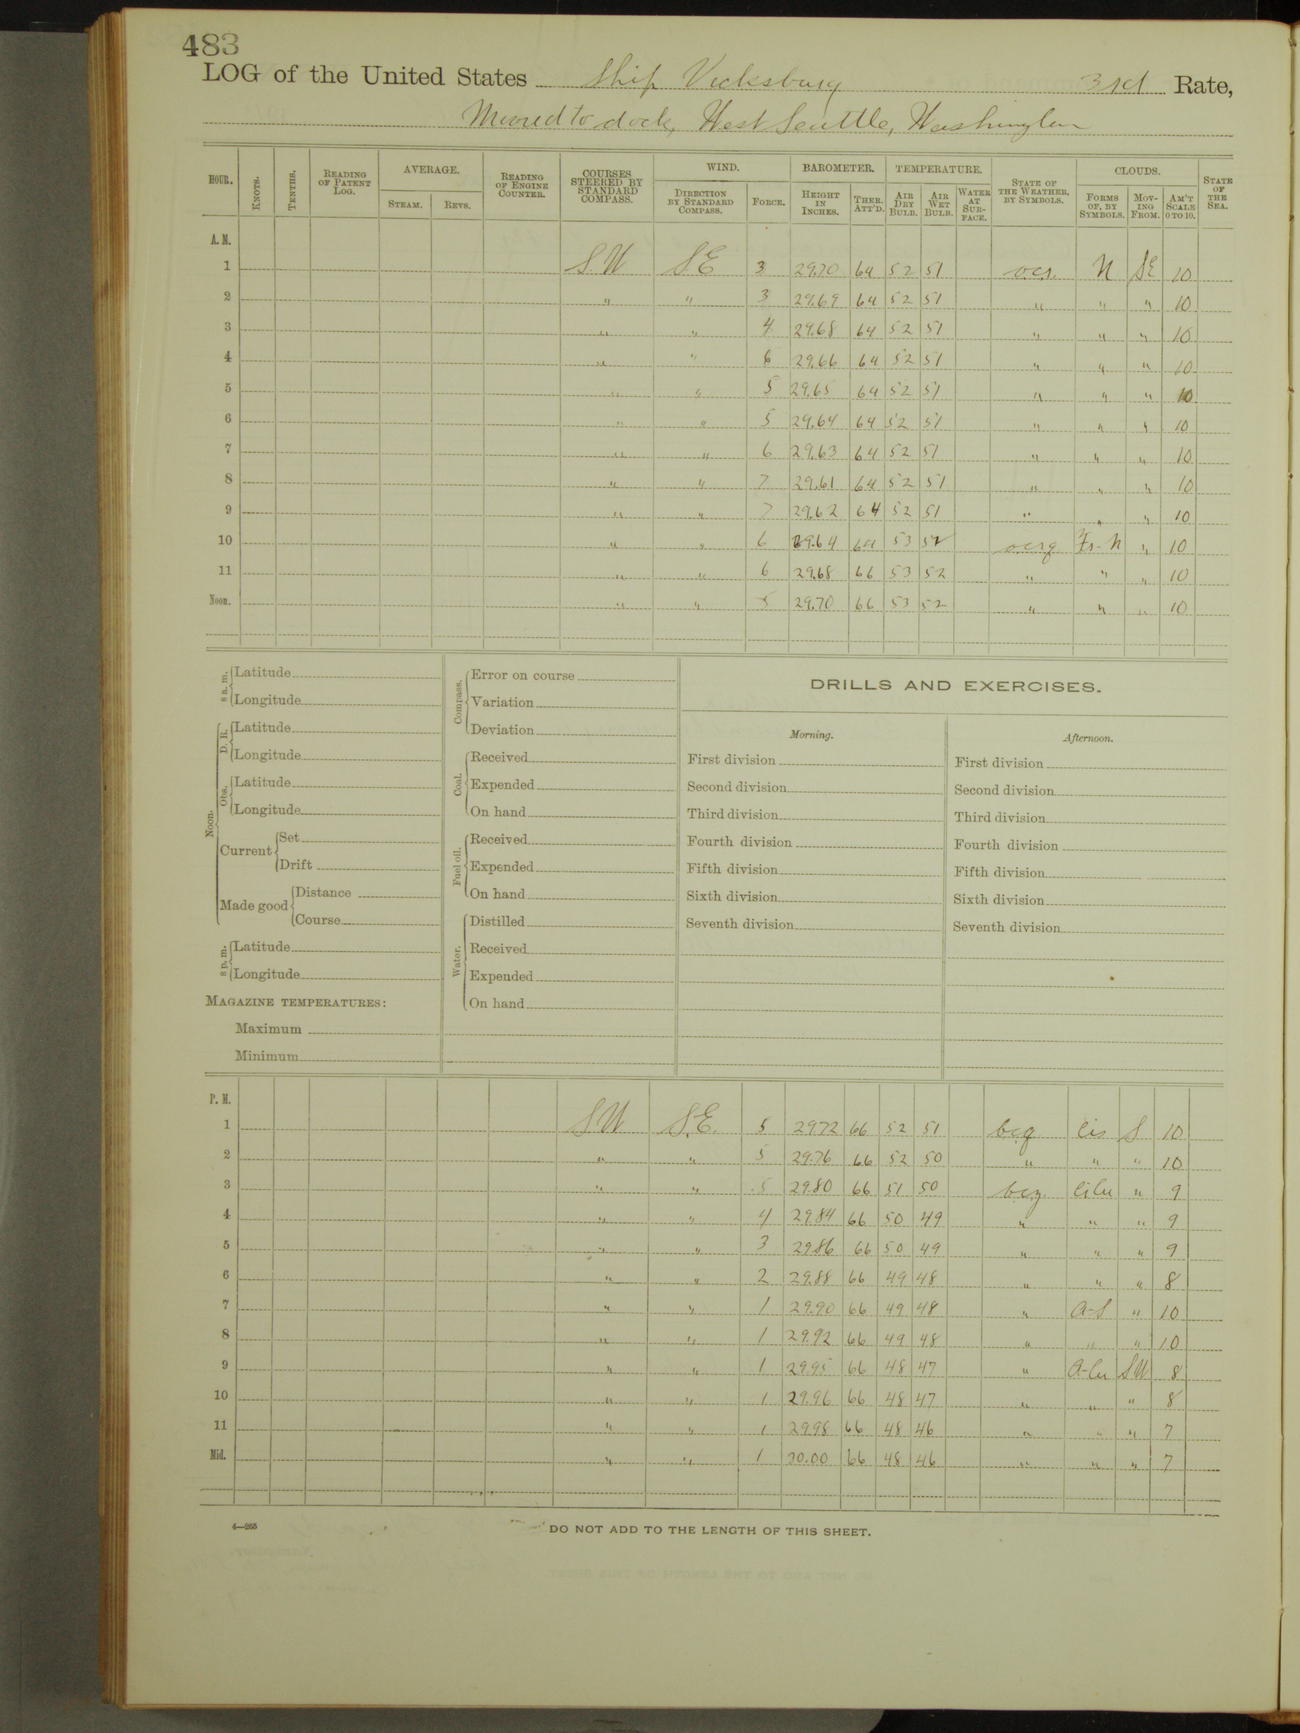 483
LOG of the United States Ship Vicksburg 3rd Rate,
Moored to dock, West Seattle, Washington
HOUR. KNOTS. TENTHS. READING OF PATENT LOG. AVERAGE. STEAM. REVS. READING OF ENGINE COUNTER. COURSES STEERED BY STANDARD COMPASS. WIND. DIRECTION BY STANDARD COMPASS. FORCE. BAROMETER. HEIGHT IN INCHES. THER. ATT'D. TEMPERATURE. AIR DRY BULB. AIR WET BULB. WATER AT SURFACE. STATE OF THE WEATHER, BY SYMBOLS. CLOUDS. FORMS OF, BY SYMBOLS. MOVING FROM. AM'T SCALE 0 TO 10. STATE OF THE SEA.
A. M.
1 S.W S.E 3 29.70 64 52 51 ocr. N S.E 10
2 " " 3 29.69 64 52 51 " " " 10
3 " " 4 29.68 64 52 51 " " " 10
4 " " 6 29.66 64 52 51 " " " 10
5 " " 5 29.65 64 52 51 " " " 10
6 " " 5 29.64 64 52 51 " " " 10
7 " " 6 29.63 64 52 51 " " " 10
8 " " 7 29.61 64 52 51 " " " 10
9 " " 7 29.62 64 52 51 " " " 10
10 " " 6 29.64 64 53 52 ocrq Fr-N " 10
11 " " 6 29.68 66 53 52 " " " 10
Noon. " " 5 29.70 66 53 52 " " " 10
8 a. m. Latitude
Longitude
Noon. D. R. Latitude
Longitude
Obs. Latitude
Longitude
Current Set
Drift
Made good Distance
Course
8 p. m. Latitude
Longitude
MAGAZINE TEMPERATURES:
Maximum
Minimum
Compass. Error on course
Variation
Deviation
Coal. Received
Expended
On hand
Fuel oil. Received
Expended
On hand
Water. Distilled
Received
Expended
On hand
DRILLS AND EXERCISES.
Morning. Afternoon.
First division First division
Second division Second division
Third division Third division
Fourth division Fourth division
Fifth division Fifth division
Sixth division Sixth division
Seventh division Seventh division
P. M.
1 S.W S.E. 5 29.72 66 52 51 bcq cis S 10
2 " " 5 29.76 66 52 50 " " " 10
3 " " 5 29.80 66 51 50 bcz cicu " 9
4 " " 4 29.84 66 50 49 " " " 9
5 " " 3 29.86 66 50 49 " " " 9
6 " " 2 29.88 66 49 48 " " " 8
7 " " 1 29.90 66 49 48 " A-S " 10
8 " " 1 29.92 66 49 48 " " " 10
9 " " 1 29.95 66 48 47 " A-cu S.W 8
10 " " 1 29.96 66 48 47 " " " 8
11 " " 1 29.98 66 48 46 " " " 7
Mid. " " 1 30.00 66 48 46 " " " 7
4—265
DO NOT ADD TO THE LENGTH OF THIS SHEET.